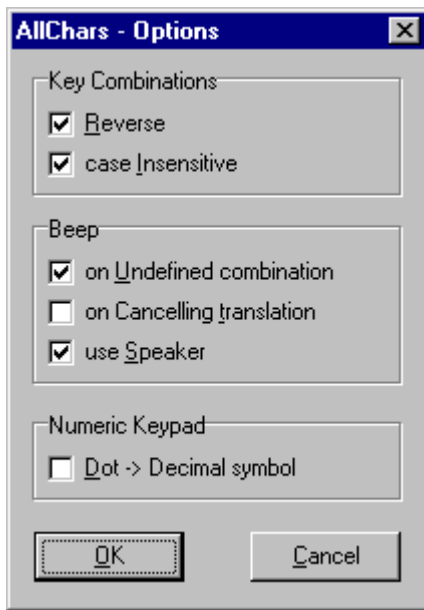 AllChars - Options
Key Combinations
Reverse
case Insensitive
Beep
on Undefined combination
on Cancelling translation
use Speaker
Numeric Keypad
Dot -> Decimal symbol
OK Cancel